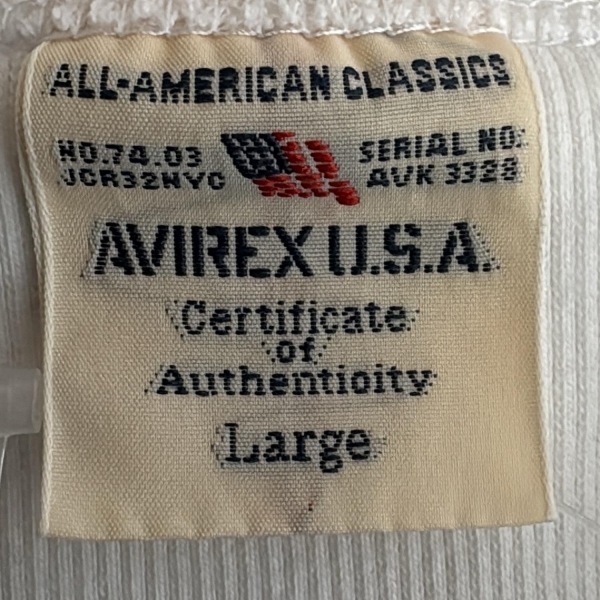 ALL-AMERICAN CLASSICS
NO.74.03
JCR32NYC
SERIAL NO:
AVK 3328
AVIREX U.S.A.
Certificate
of
Authenticity
Large